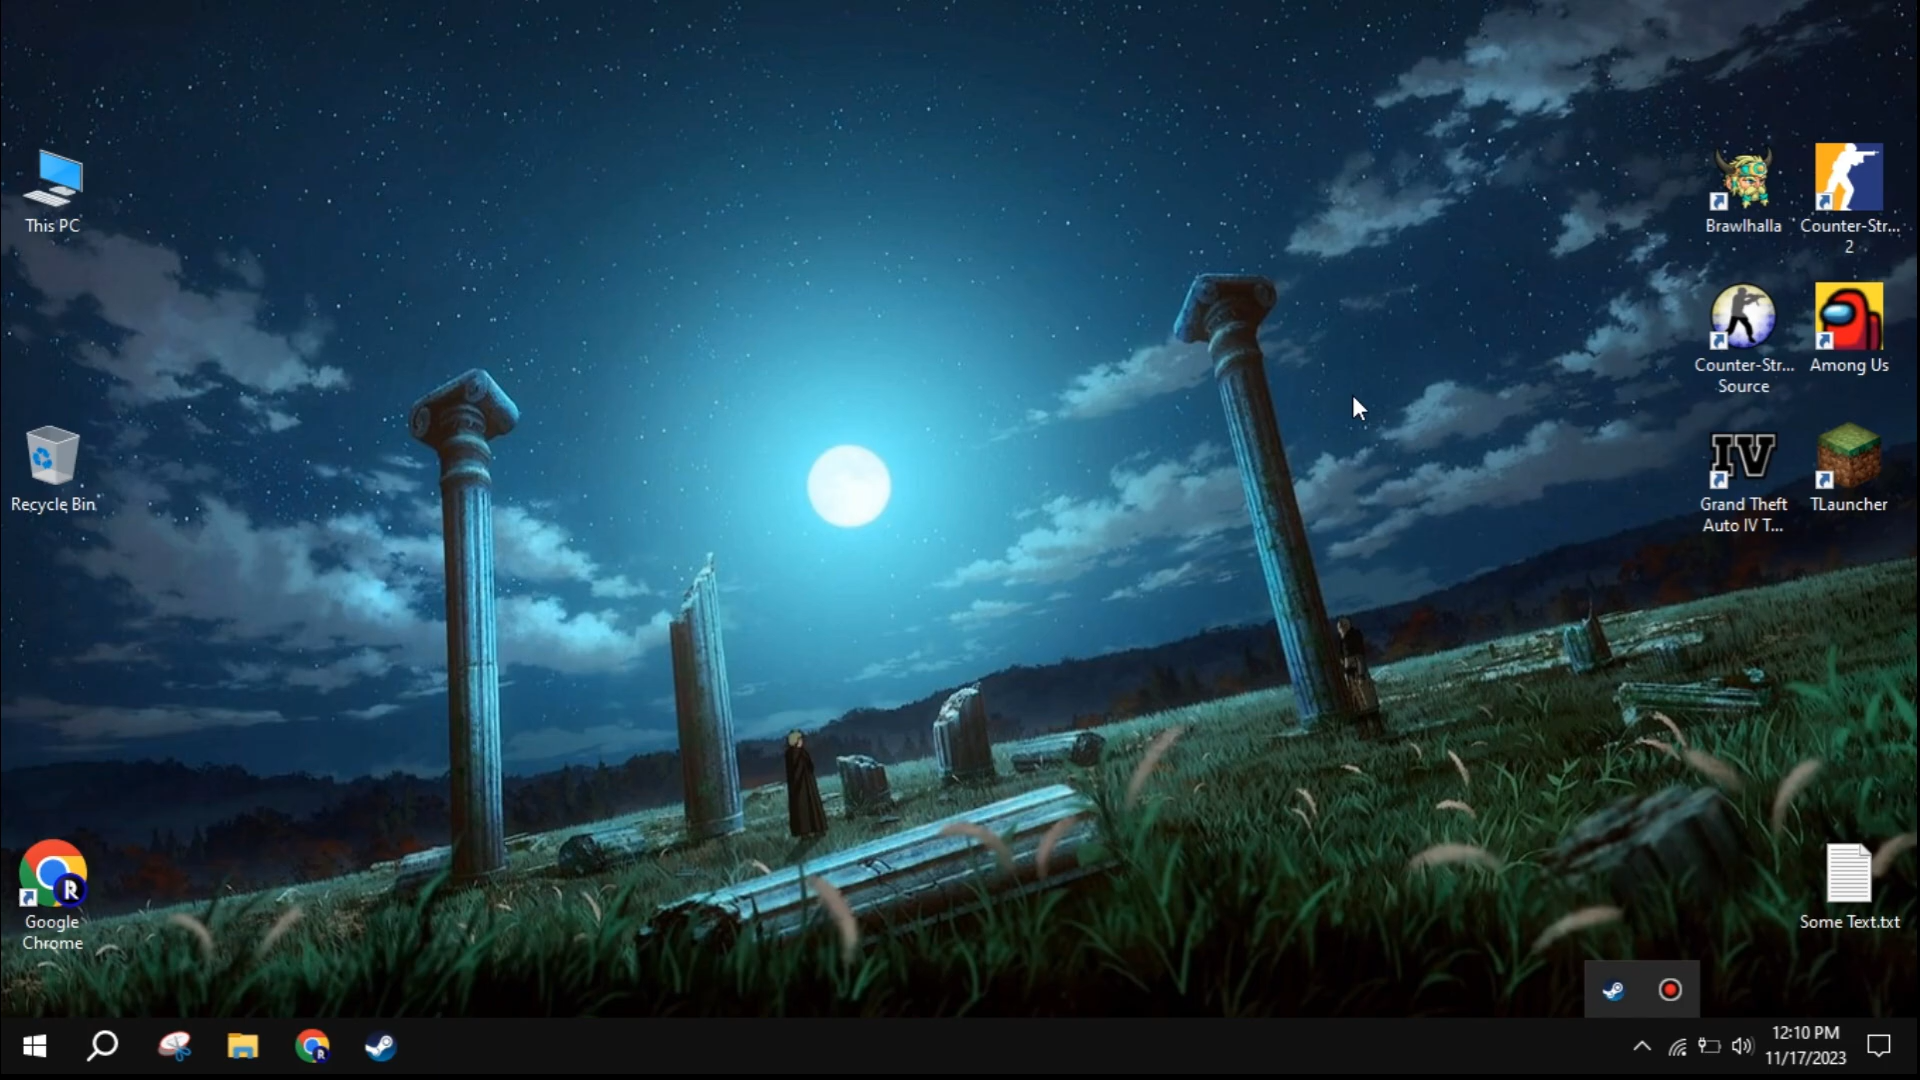 This PC
Recycle Bin
Google
Chrome
Brawlhalla
Counter-Str...
2
Counter-Str...
Source
Among Us
IV
Grand Theft
Auto IV T...
TLauncher
Some Text.txt
R
R
12:10 PM
11/17/2023